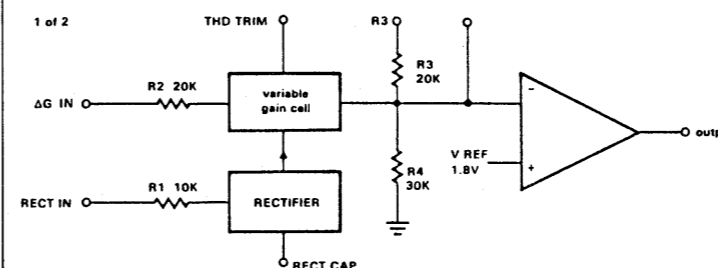 1 of 2
THD TRIM
R3
R3
20K
R2 20K
ΔG IN
variable
gain cell
-
outp
V REF
1.8V
+
R4
30K
R1 10K
RECT IN
RECTIFIER
RECT CAP